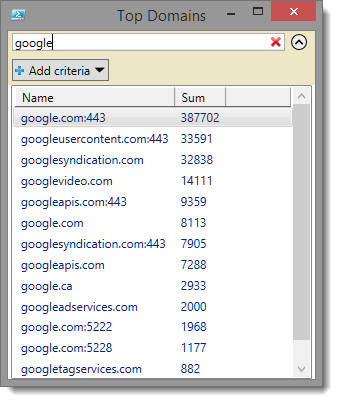 Top Domains
google
Add criteria
Name Sum
google.com:443 387702
googleusercontent.com:443 33591
googlesyndication.com 32838
googlevideo.com 14111
googleapis.com:443 9359
google.com 8113
googlesyndication.com:443 7905
googleapis.com 7288
google.ca 2933
googleadservices.com 2000
google.com:5222 1968
google.com:5228 1177
googletagservices.com 882